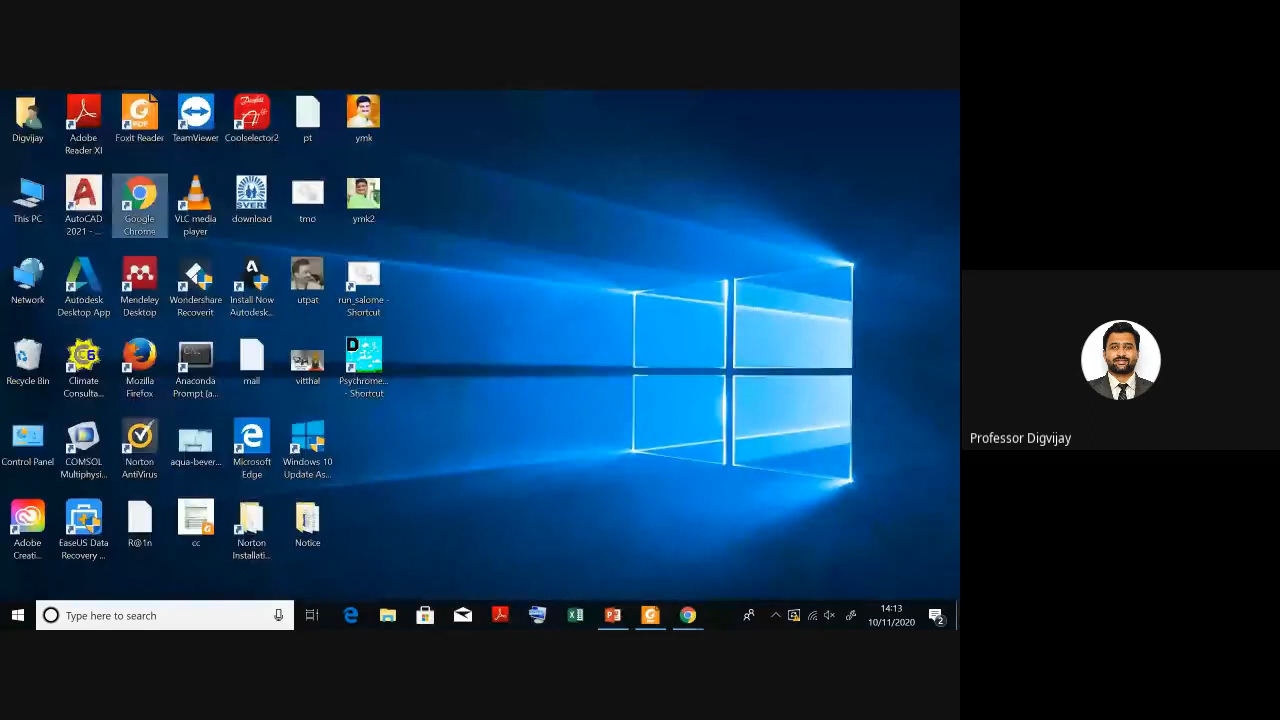 Digvijay
Adobe
Reader XI
Foxit Reader
TeamViewer
Coolselector2
pt
ymk
This PC
AutoCAD
2021 - ...
Google
Chrome
VLC media
player
download
tmo
ymk2
Network
Autodesk
Desktop App
Mendeley
Desktop
Wondershare
Recoverit
Install Now
Autodesk...
utpat
run_salome -
Shortcut
Recycle Bin
Climate
Consulta...
Mozilla
Firefox
Anaconda
Prompt (a...
mail
vitthal
Psychrome...
- Shortcut
Control Panel
COMSOL
Multiphysi...
Norton
AntiVirus
aqua-bever...
Microsoft
Edge
Windows 10
Update As...
Adobe
Creati...
EaseUS Data
Recovery ...
R@1n
cc
Norton
Installati...
Notice
Type here to search
14:13
10/11/2020
2
Professor Digvijay